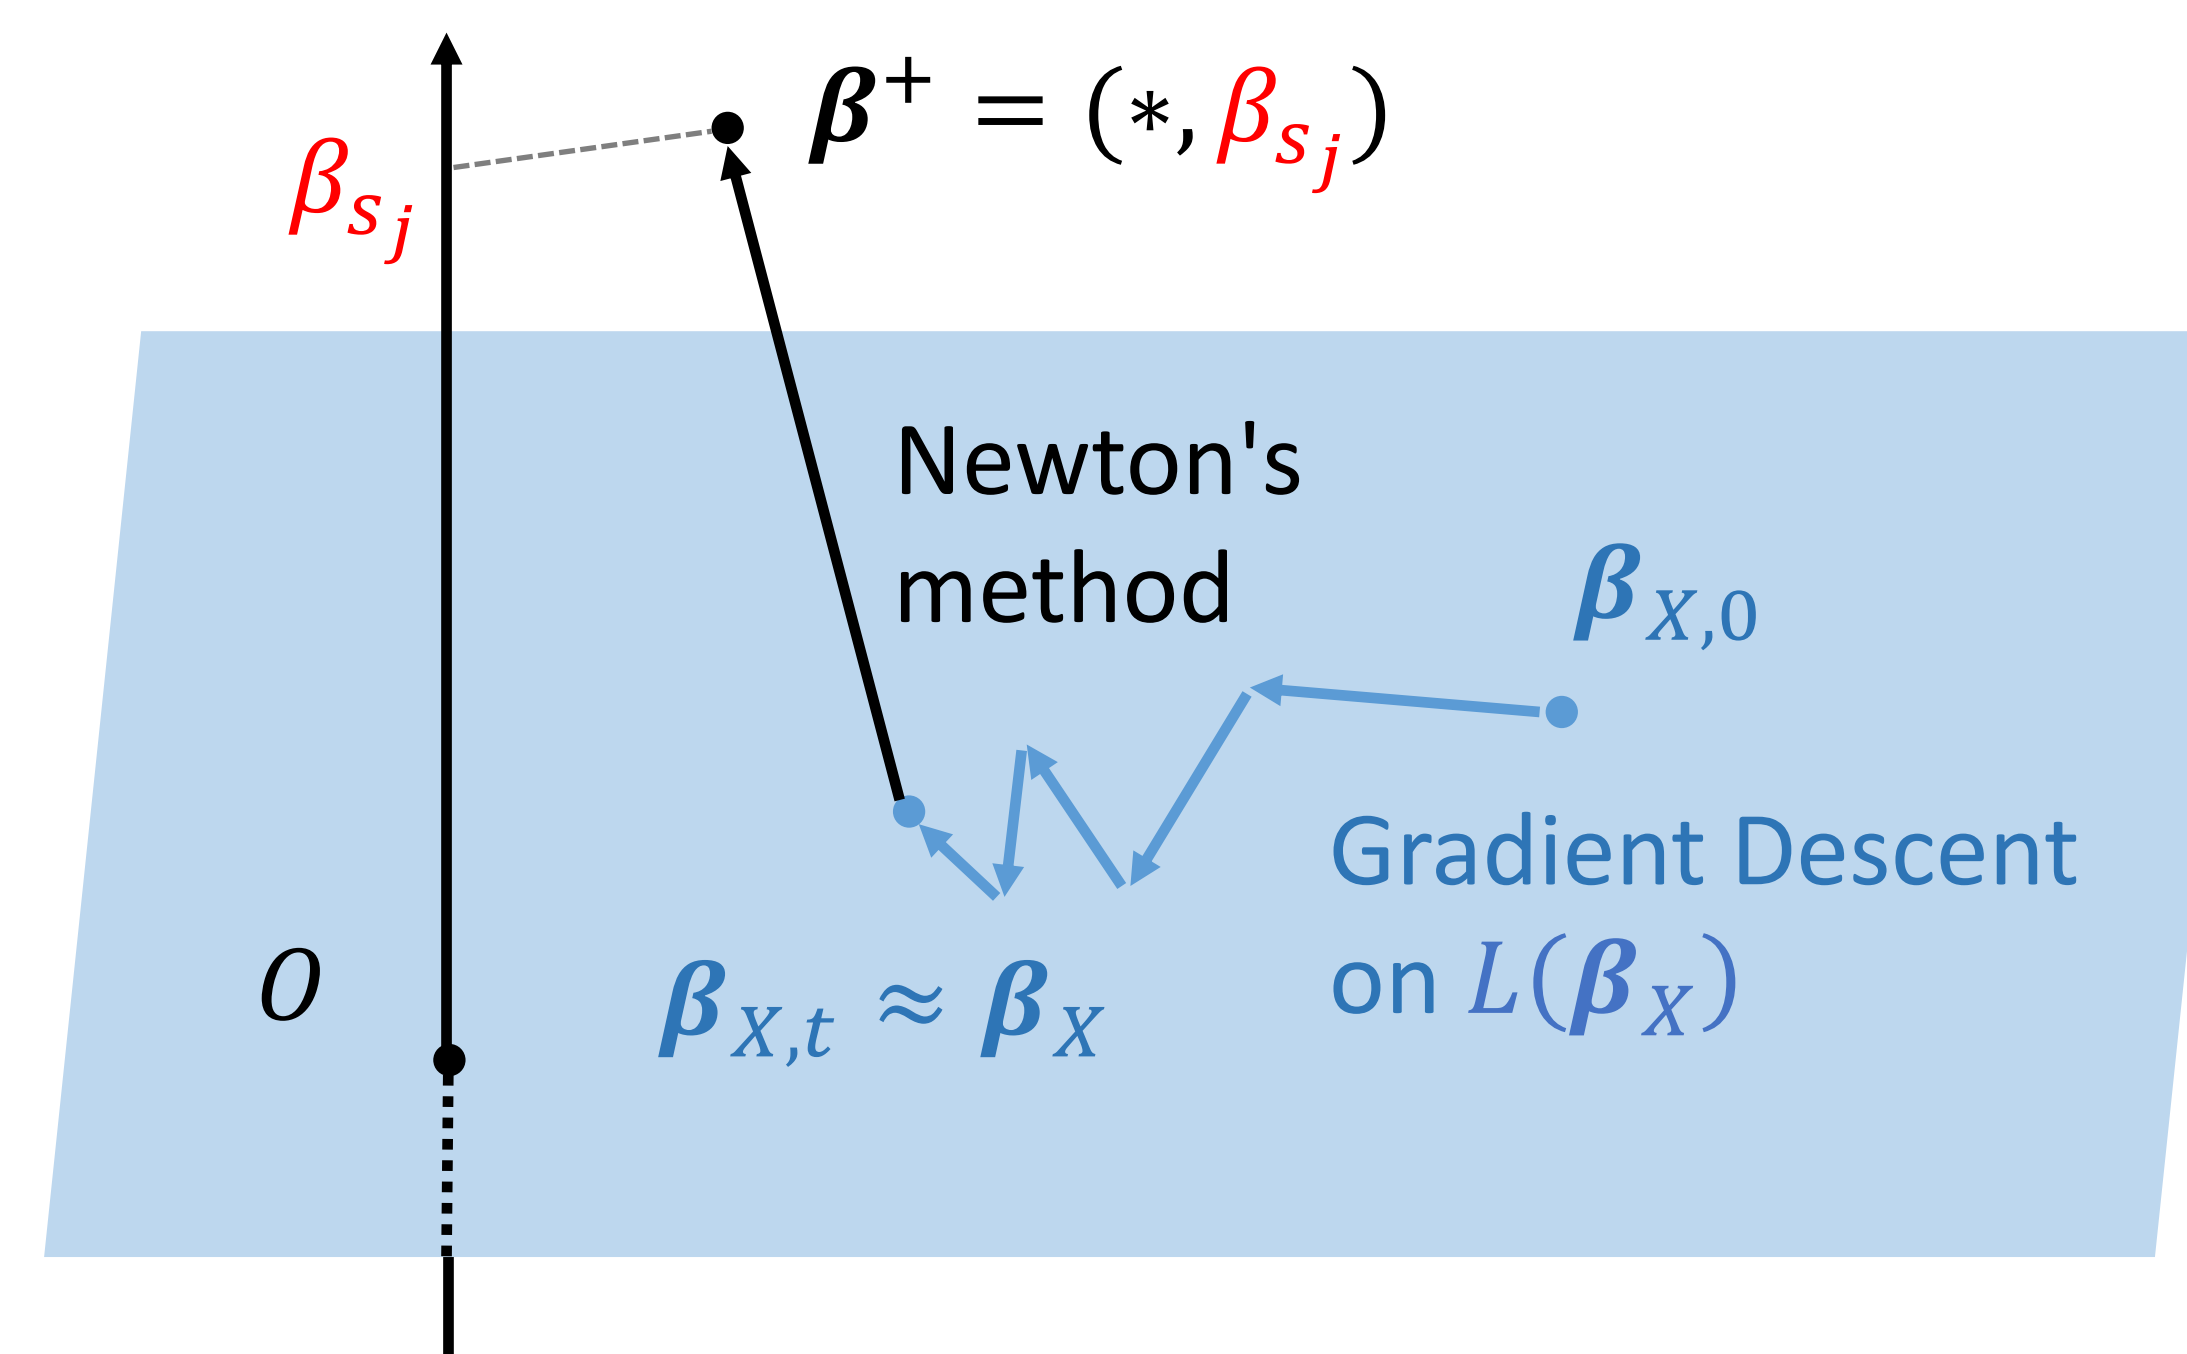 𝜷⁺ = (∗, β_{s_j})
β_{s_j}
Newton's
method
𝜷_{X,0}
Gradient Descent
on L(𝜷_X)
O
𝜷_{X,t} ≈ 𝜷_X